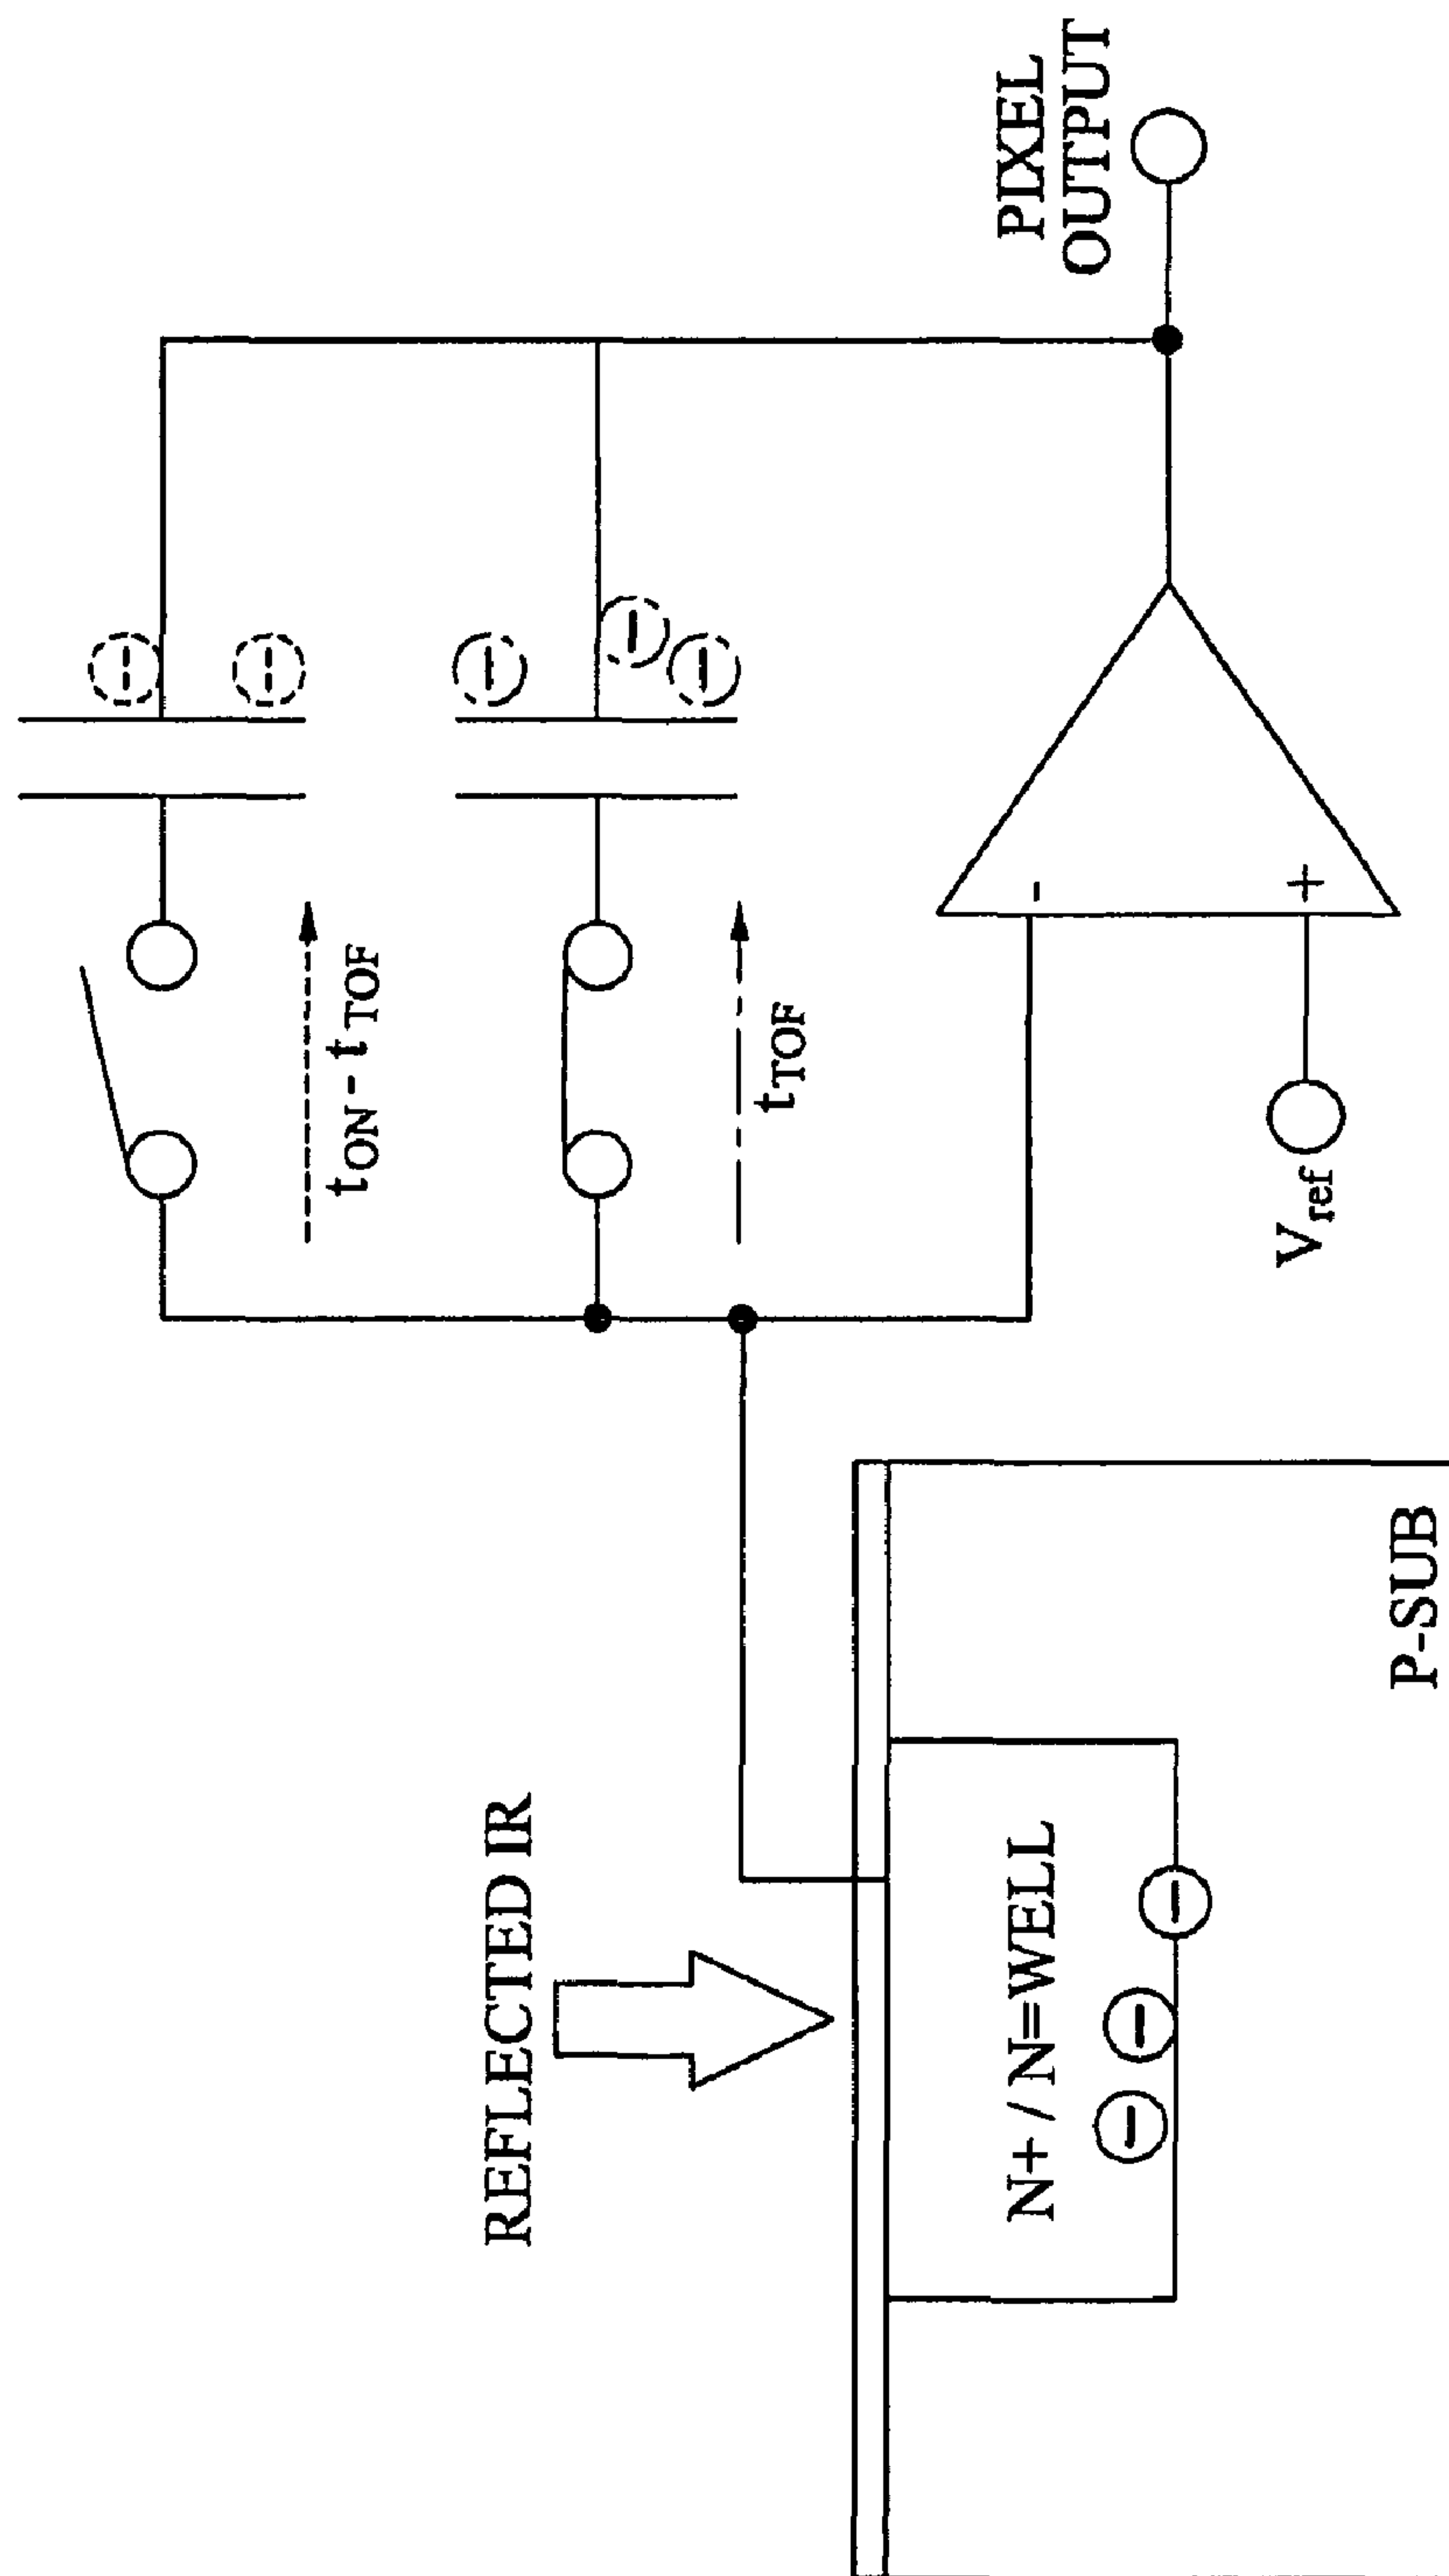 REFLECTED IR
N+ / N=WELL
P-SUB
t_ON - t_TOF
t_TOF
-
+
V_ref
PIXEL
OUTPUT